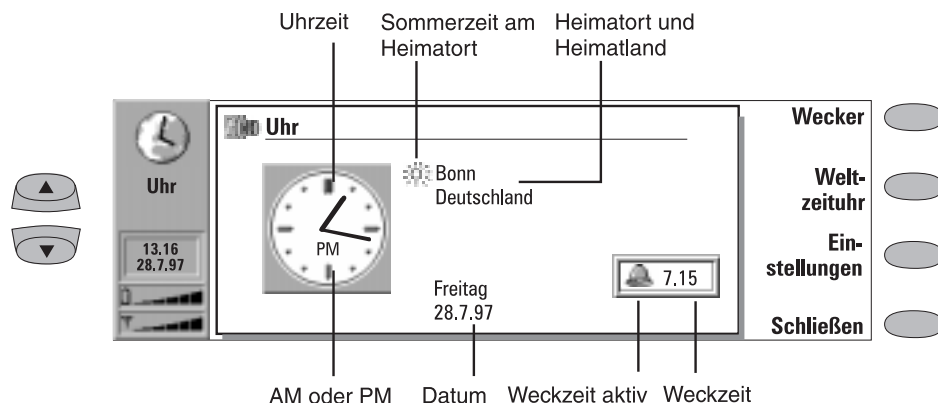 Uhrzeit
Sommerzeit am
Heimatort
Heimatort und
Heimatland
Uhr
13.16
28.7.97
Uhr
Bonn
Deutschland
PM
Freitag
28.7.97
7.15
Wecker
Welt-
zeituhr
Ein-
stellungen
Schließen
AM oder PM
Datum
Weckzeit aktiv
Weckzeit